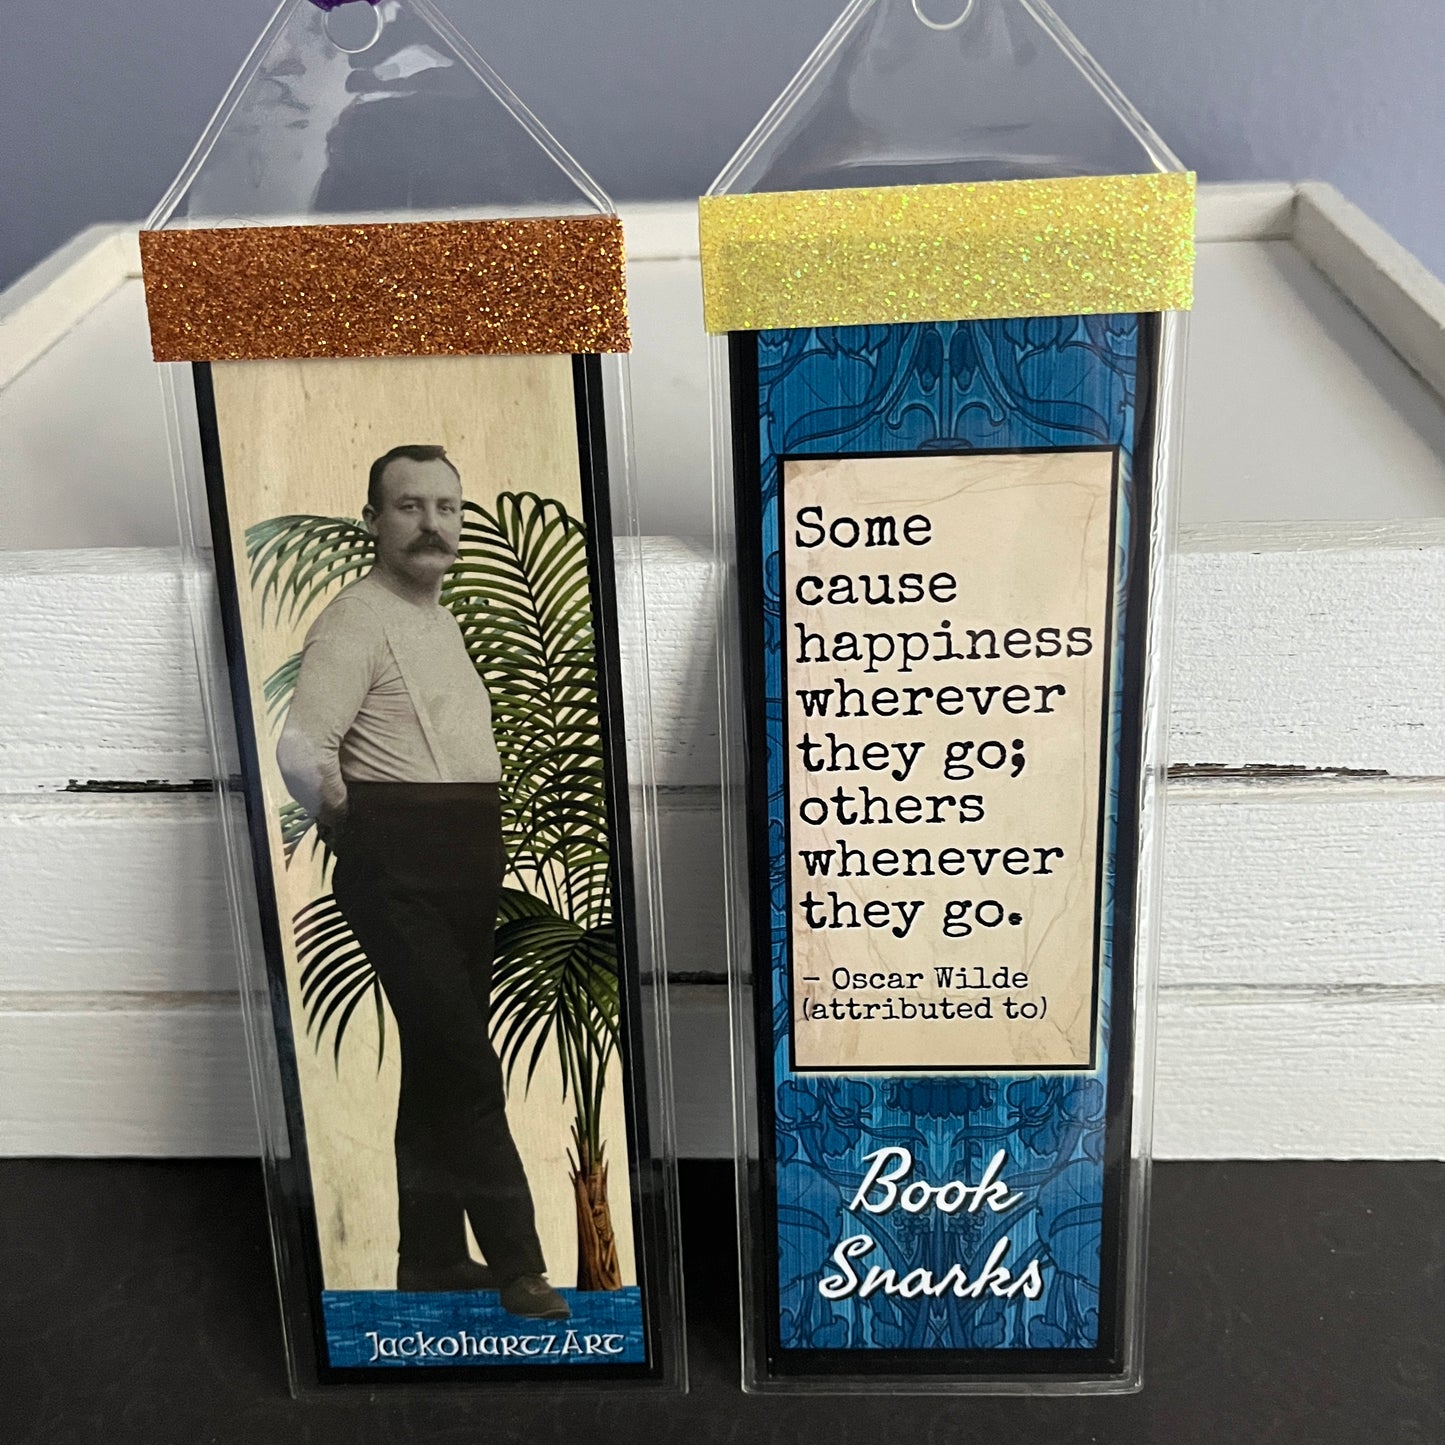 JackohartzArt
Some
cause
happiness
wherever
they go;
others
whenever
they go.
- Oscar Wilde
(attributed to)
Book
Snarks